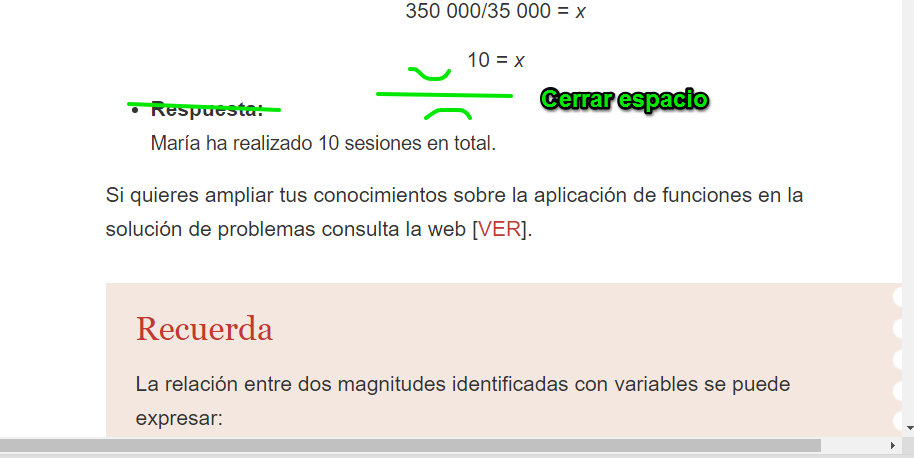 350 000/35 000 = x
10 = x
Cerrar espacio
• Respuesta:
María ha realizado 10 sesiones en total.
Si quieres ampliar tus conocimientos sobre la aplicación de funciones en la
solución de problemas consulta la web [VER].
Recuerda
La relación entre dos magnitudes identificadas con variables se puede
expresar: